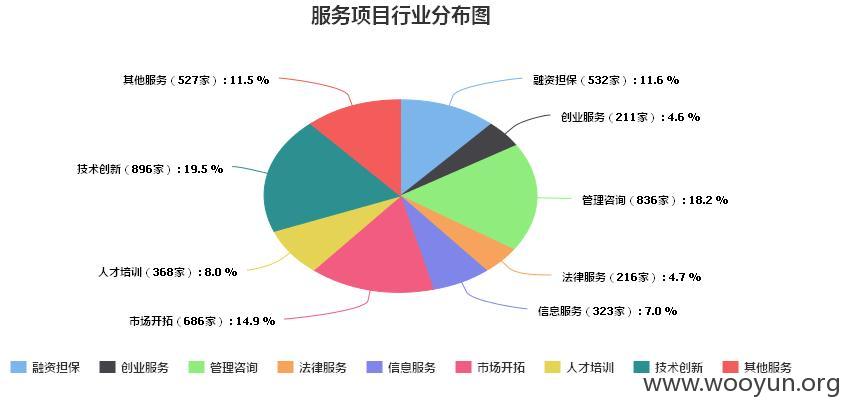 服务项目行业分布图
其他服务（527家）: 11.5 %
融资担保（532家）: 11.6 %
创业服务（211家）: 4.6 %
技术创新（896家）: 19.5 %
管理咨询（836家）: 18.2 %
人才培训（368家）: 8.0 %
法律服务（216家）: 4.7 %
市场开拓（686家）: 14.9 %
信息服务（323家）: 7.0 %
融资担保 创业服务 管理咨询 法律服务 信息服务 市场开拓 人才培训 技术创新 其他服务
www.wooyun.org